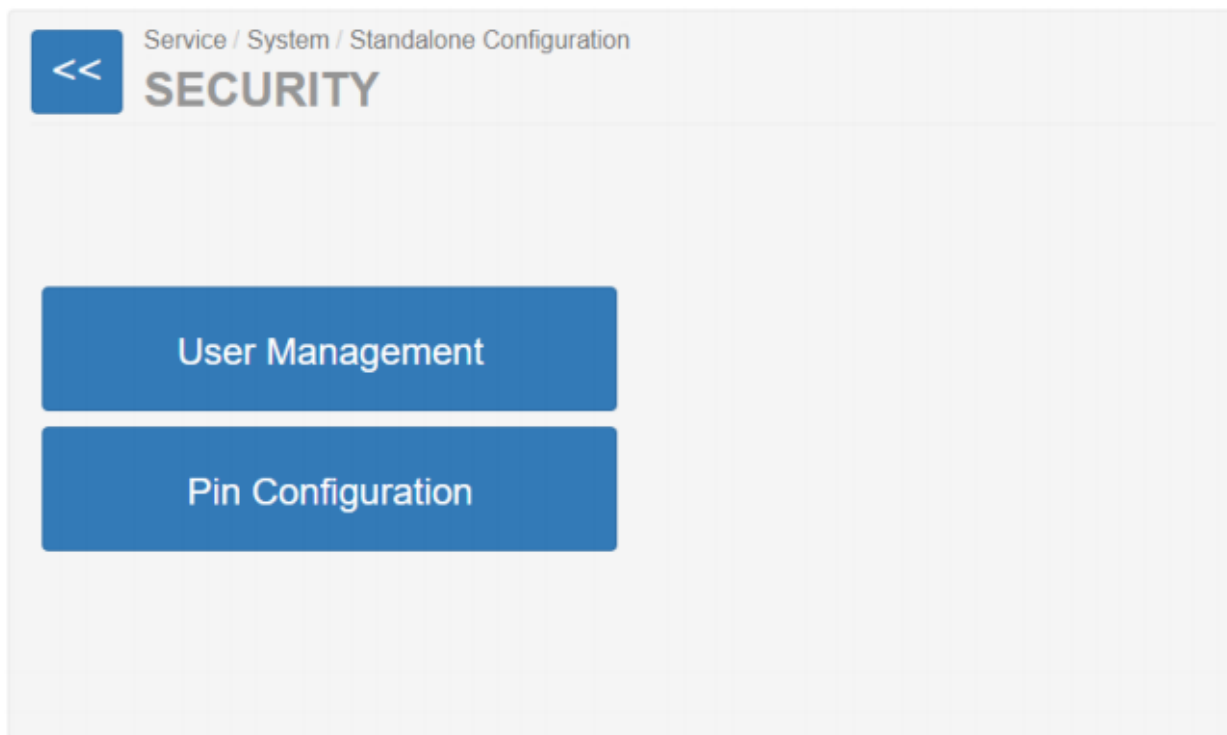 <<
Service / System / Standalone Configuration
SECURITY
User Management
Pin Configuration